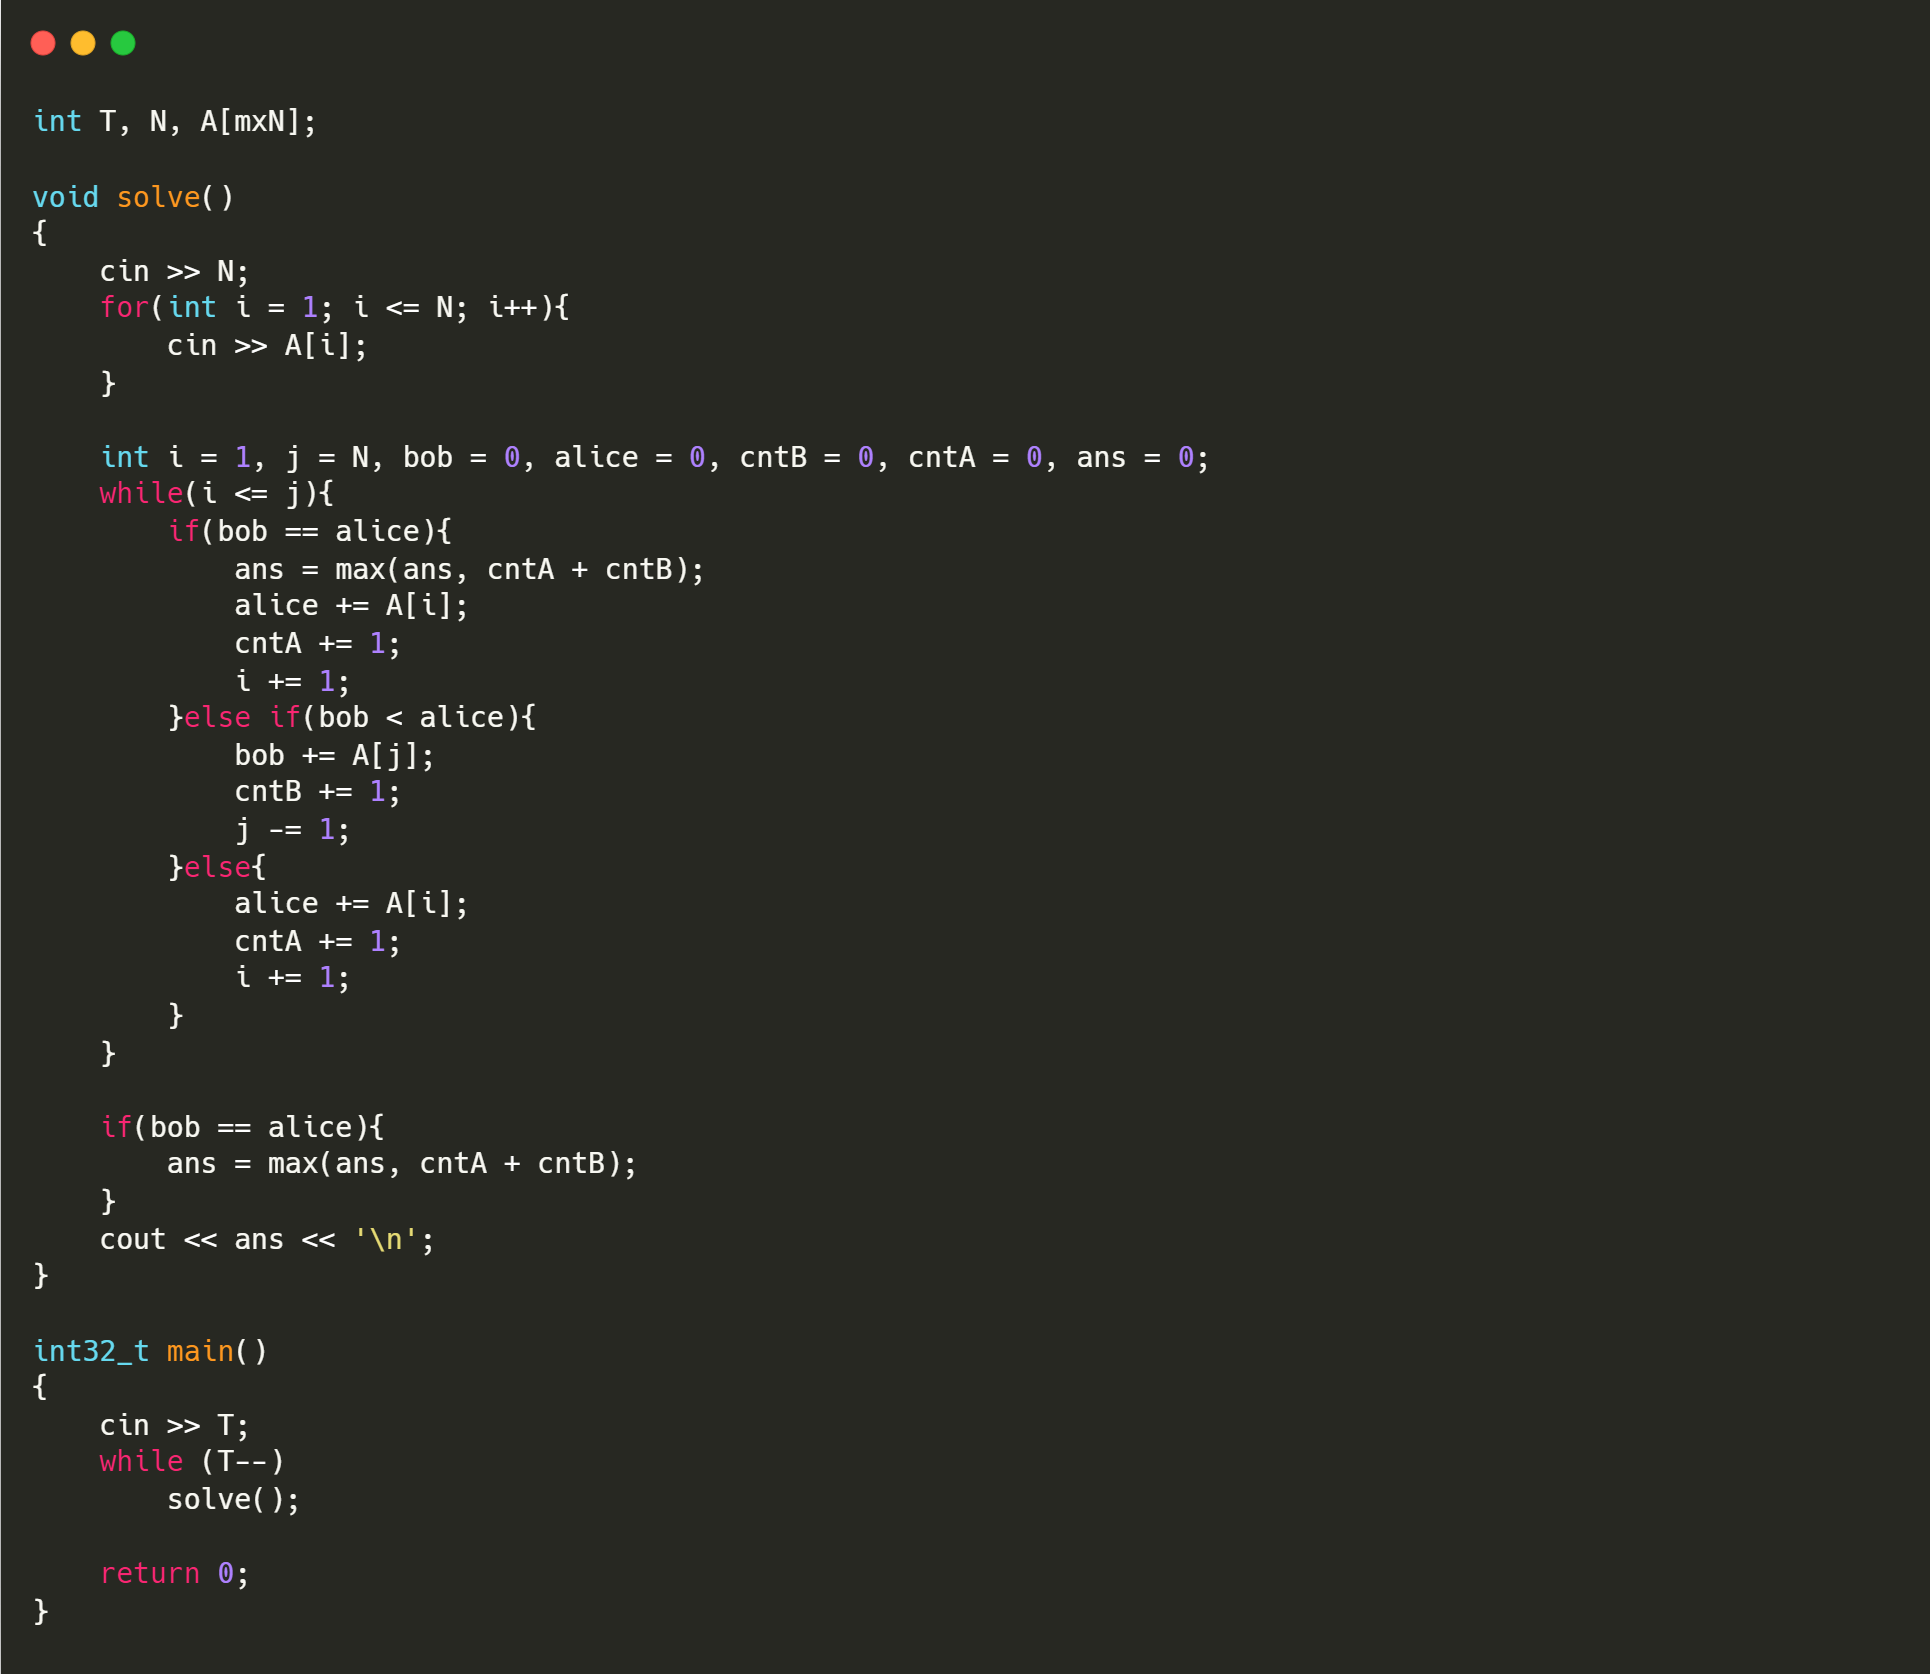 int T, N, A[mxN];

void solve()
{
    cin >> N;
    for(int i = 1; i <= N; i++){
        cin >> A[i];
    }

    int i = 1, j = N, bob = 0, alice = 0, cntB = 0, cntA = 0, ans = 0;
    while(i <= j){
        if(bob == alice){
            ans = max(ans, cntA + cntB);
            alice += A[i];
            cntA += 1;
            i += 1;
        }else if(bob < alice){
            bob += A[j];
            cntB += 1;
            j -= 1;
        }else{
            alice += A[i];
            cntA += 1;
            i += 1;
        }
    }

    if(bob == alice){
        ans = max(ans, cntA + cntB);
    }
    cout << ans << '\n';
}

int32_t main()
{
    cin >> T;
    while (T--)
        solve();

    return 0;
}